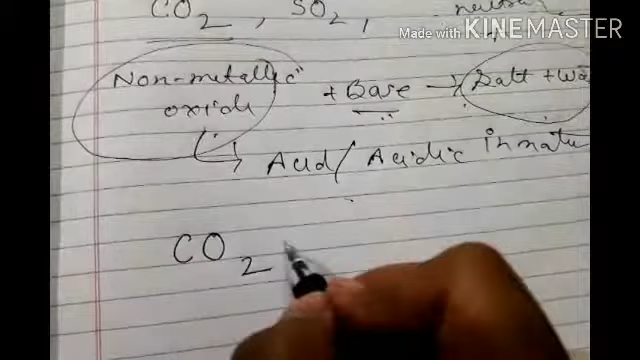 CO2, SO2,
Made with KINEMASTER
Non-metallic + Base → Salt + Wa
oxide
Acid/ Acidic in natu
CO2